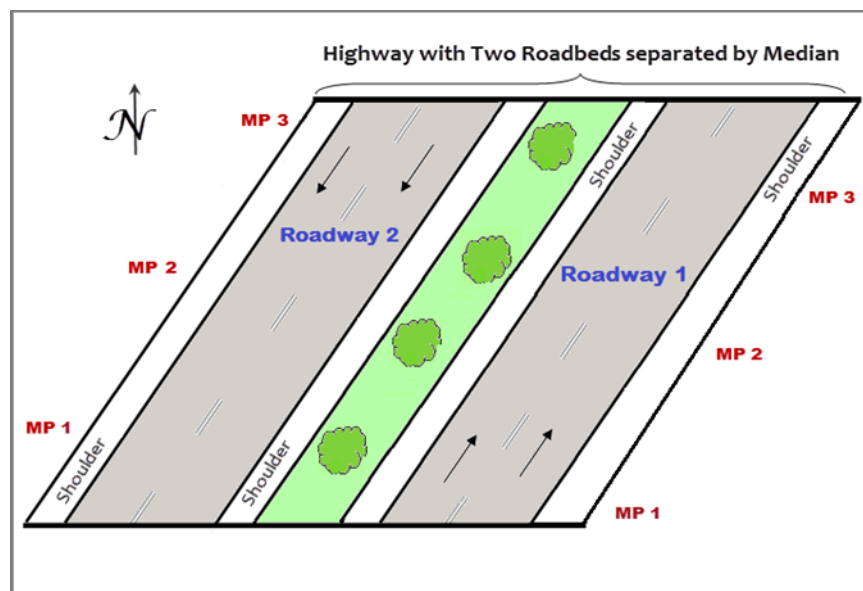 Highway with Two Roadbeds separated by Median
N
MP 3
Shoulder
Shoulder
MP 3
Roadway 2
MP 2
Roadway 1
MP 2
MP 1
Shoulder
Shoulder
MP 1